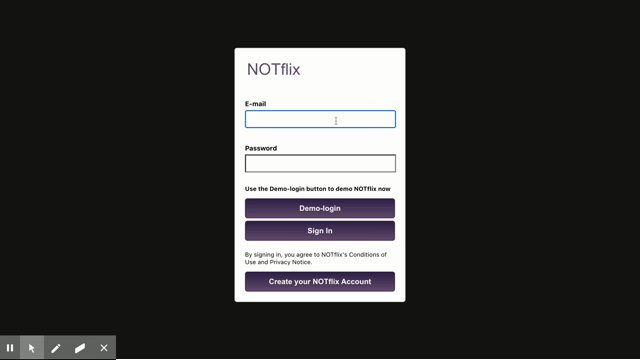 NOTflix
E-mail
Password
Use the Demo-login button to demo NOTflix now
Demo-login
Sign In
By signing in, you agree to NOTflix's Conditions of
Use and Privacy Notice.
Create your NOTflix Account